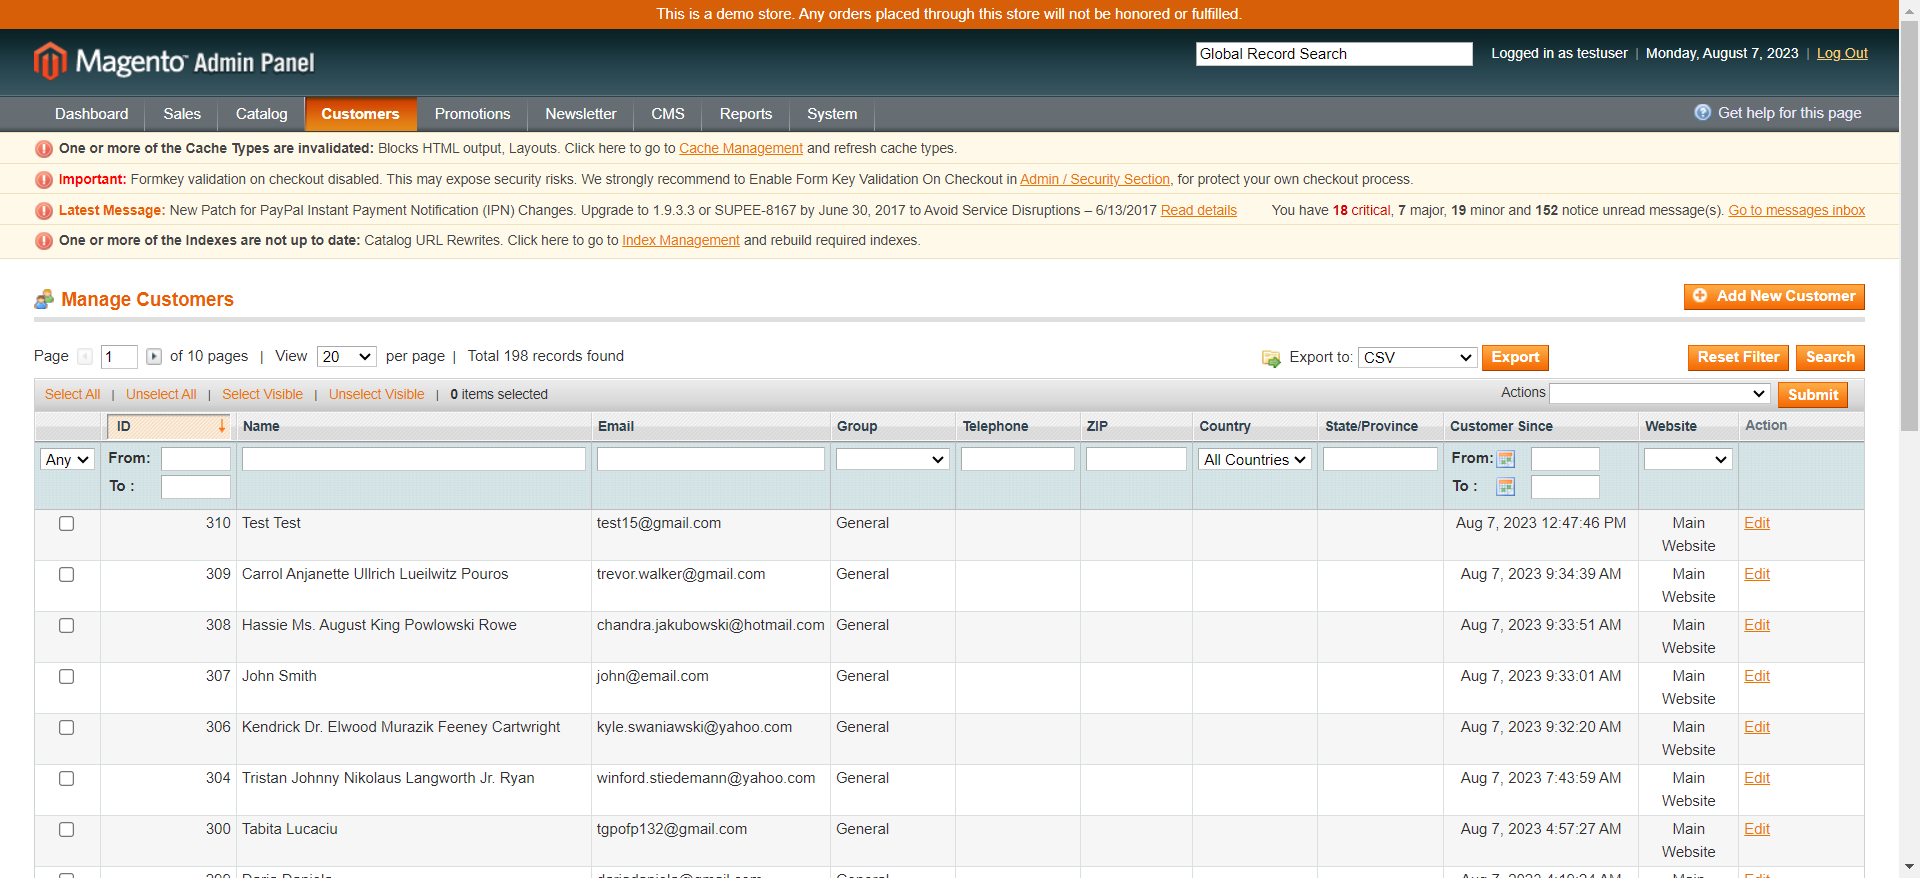 This is a demo store. Any orders placed through this store will not be honored or fulfilled.
Magento Admin Panel
Global Record Search
Logged in as testuser | Monday, August 7, 2023 | Log Out
Dashboard Sales Catalog Customers Promotions Newsletter CMS Reports System
Get help for this page
One or more of the Cache Types are invalidated: Blocks HTML output, Layouts. Click here to go to Cache Management and refresh cache types.
Important: Formkey validation on checkout disabled. This may expose security risks. We strongly recommend to Enable Form Key Validation On Checkout in Admin / Security Section, for protect your own checkout process.
Latest Message: New Patch for PayPal Instant Payment Notification (IPN) Changes. Upgrade to 1.9.3.3 or SUPEE-8167 by June 30, 2017 to Avoid Service Disruptions – 6/13/2017 Read details You have 18 critical, 7 major, 19 minor and 152 notice unread message(s). Go to messages inbox
One or more of the Indexes are not up to date: Catalog URL Rewrites. Click here to go to Index Management and rebuild required indexes.
Manage Customers
Add New Customer
Page 1 of 10 pages | View 20 per page | Total 198 records found
Export to: CSV Export Reset Filter Search
Select All | Unselect All | Select Visible | Unselect Visible | 0 items selected
Actions Submit
ID Name Email Group Telephone ZIP Country State/Province Customer Since Website Action
Any From: All Countries From:
To : To :
310 Test Test test15@gmail.com General Aug 7, 2023 12:47:46 PM Main Website Edit
309 Carrol Anjanette Ullrich Lueilwitz Pouros trevor.walker@gmail.com General Aug 7, 2023 9:34:39 AM Main Website Edit
308 Hassie Ms. August King Powlowski Rowe chandra.jakubowski@hotmail.com General Aug 7, 2023 9:33:51 AM Main Website Edit
307 John Smith john@email.com General Aug 7, 2023 9:33:01 AM Main Website Edit
306 Kendrick Dr. Elwood Murazik Feeney Cartwright kyle.swaniawski@yahoo.com General Aug 7, 2023 9:32:20 AM Main Website Edit
304 Tristan Johnny Nikolaus Langworth Jr. Ryan winford.stiedemann@yahoo.com General Aug 7, 2023 7:43:59 AM Main Website Edit
300 Tabita Lucaciu tgpofp132@gmail.com General Aug 7, 2023 4:57:27 AM Main Website Edit